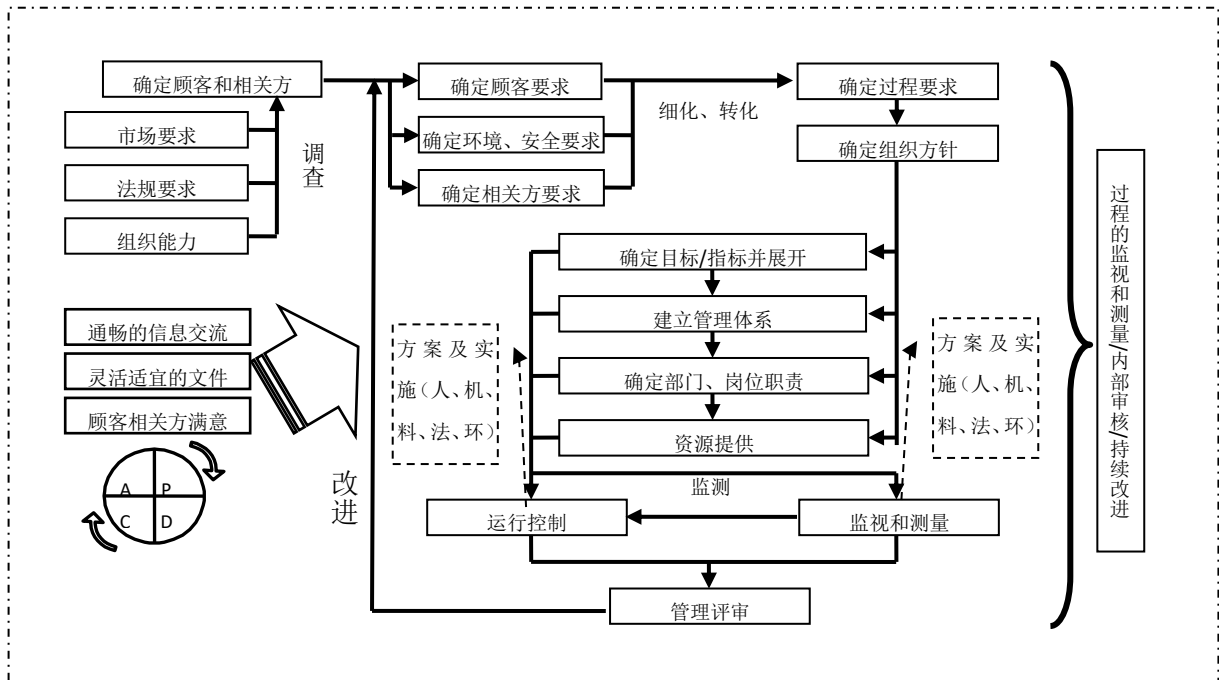 确定顾客和相关方
市场要求
法规要求
组织能力
调查
确定顾客要求
确定环境、安全要求
确定相关方要求
细化、转化
确定过程要求
确定组织方针
确定目标/指标并展开
建立管理体系
确定部门、岗位职责
资源提供
方案及实
施（人、机、
料、法、环）
方案及实
施（人、机、
料、法、环）
通畅的信息交流
灵活适宜的文件
顾客相关方满意
A P
C D
改进
监测
运行控制
监视和测量
管理评审
过程的监视和测量/内部审核/持续改进